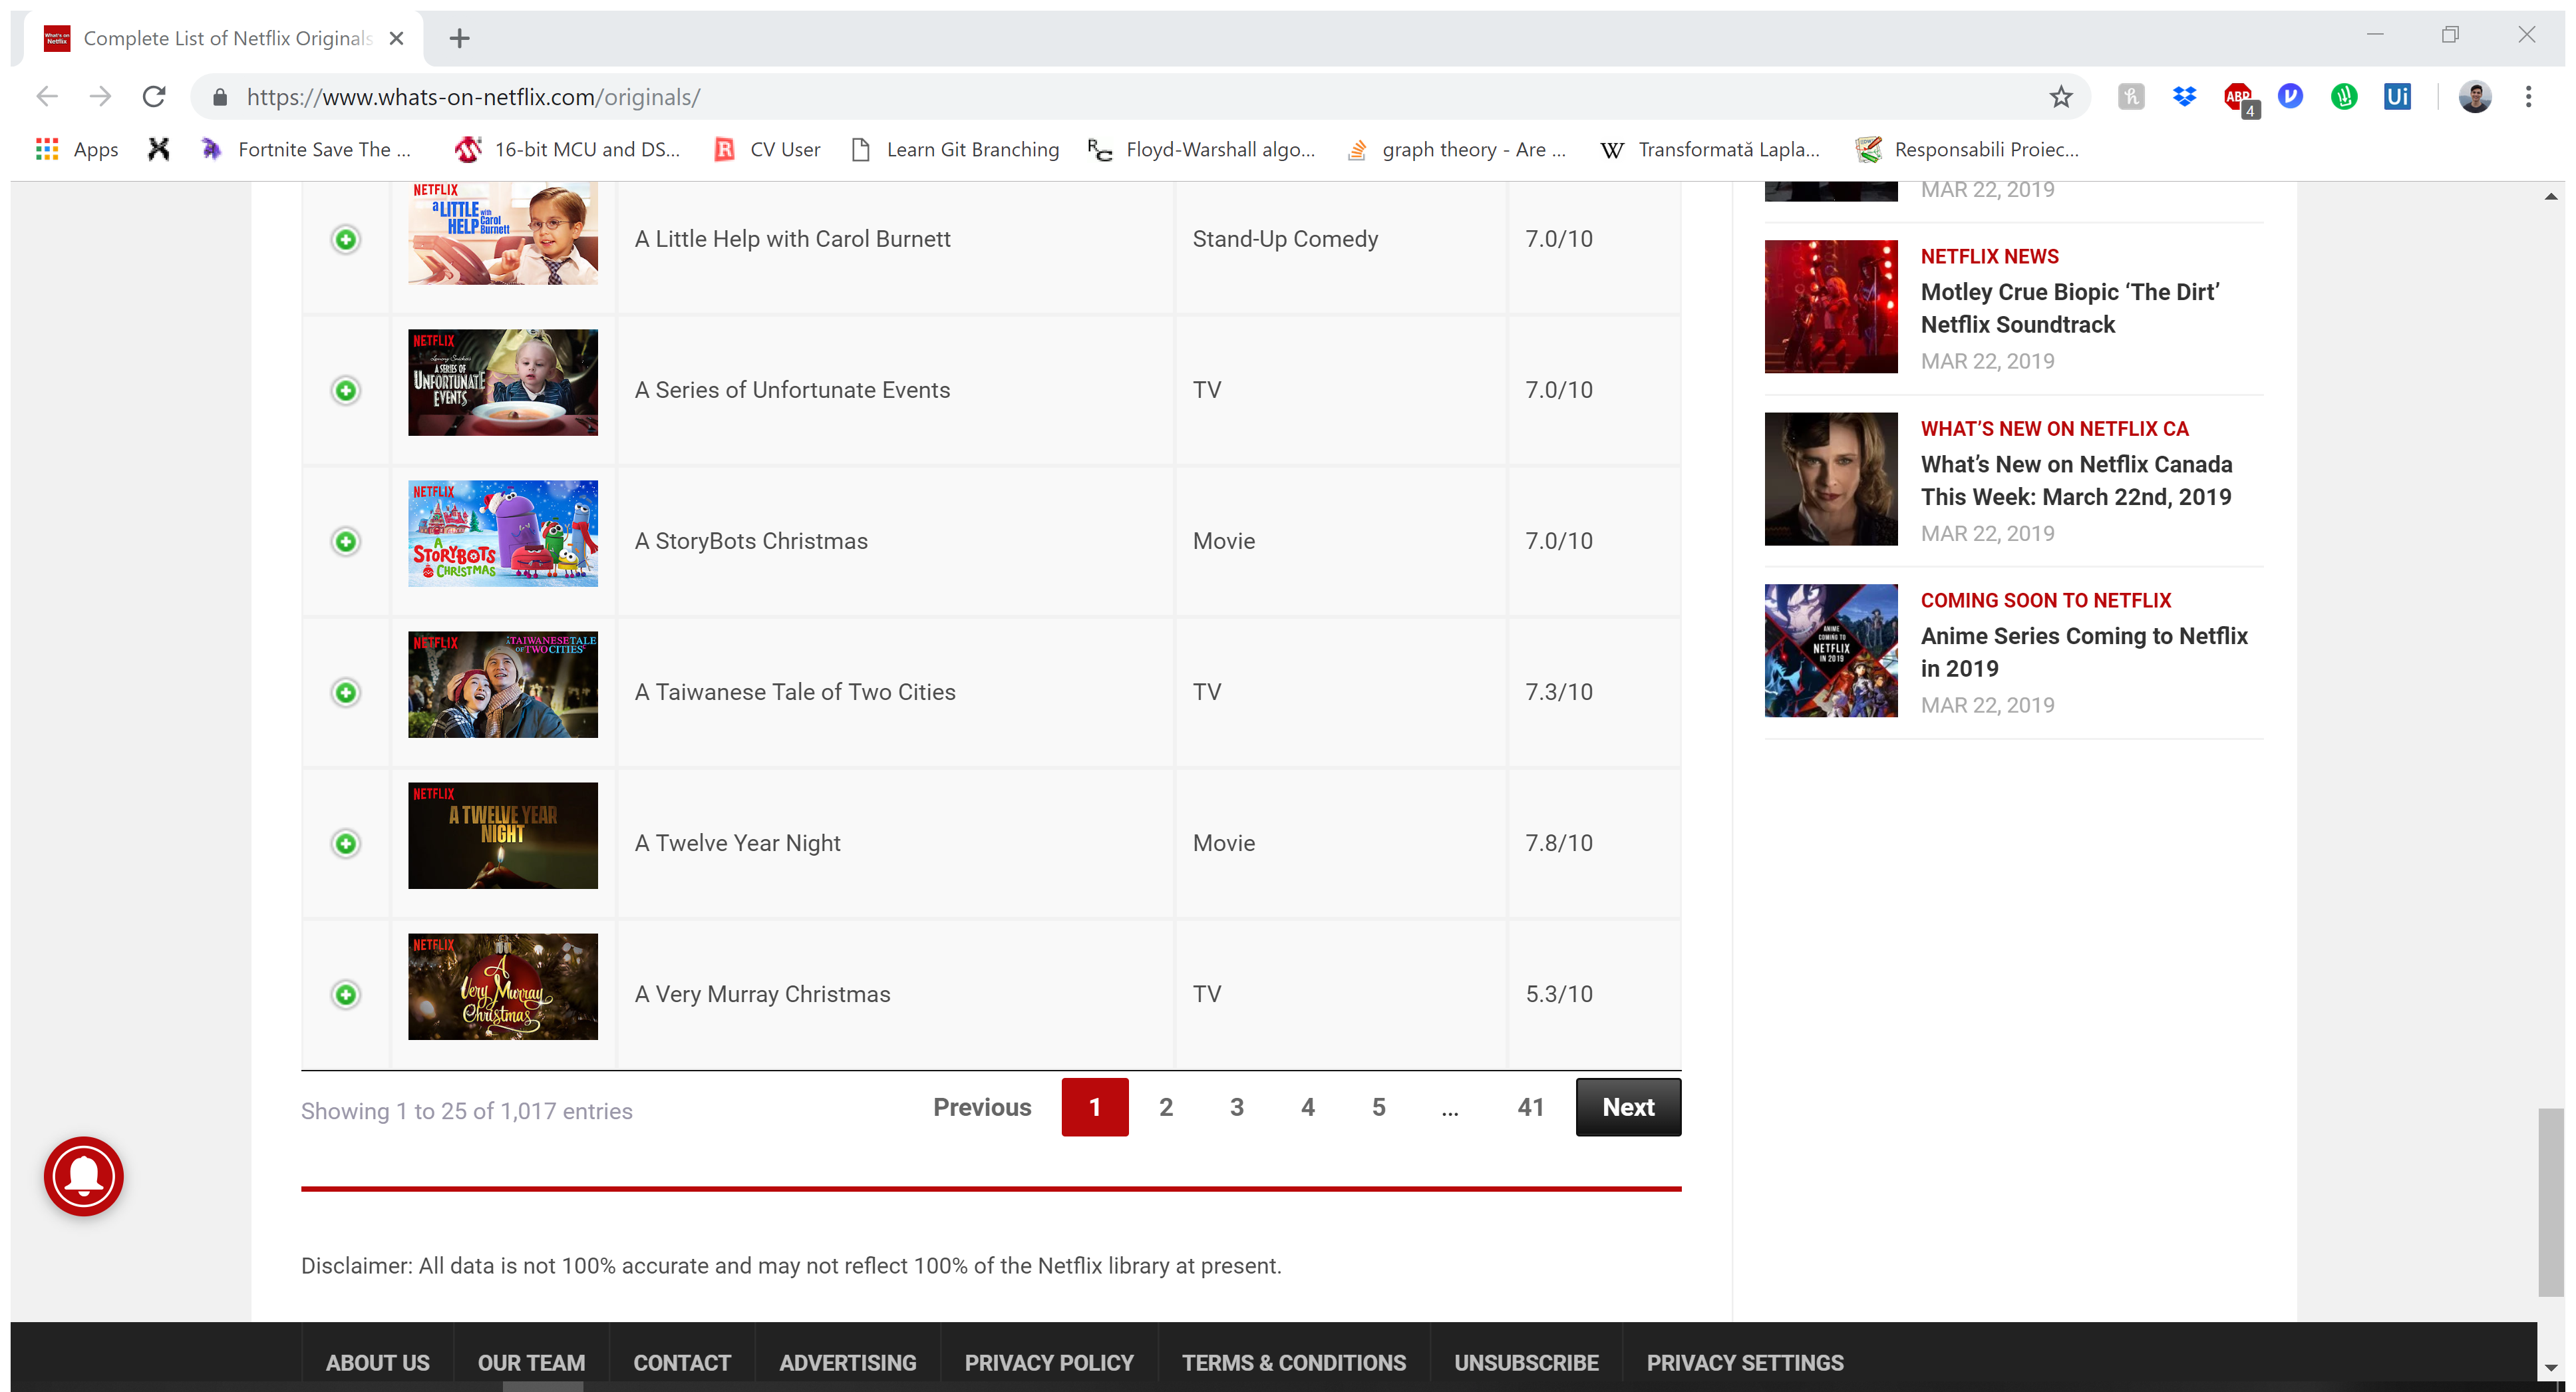 Complete List of Netflix Originals
https://www.whats-on-netflix.com/originals/
ABP
4
Ui
Apps
Fortnite Save The ...
16-bit MCU and DS...
CV User
Learn Git Branching
Floyd-Warshall algo...
graph theory - Are ...
Transformată Lapla...
Responsabili Proiec...
NETFLIX
a LITTLE HELP with Carol Burnett
A Little Help with Carol Burnett
Stand-Up Comedy
7.0/10
NETFLIX
A SERIES OF
UNFORTUNATE
EVENTS
A Series of Unfortunate Events
TV
7.0/10
NETFLIX
A
STORYBOTS
CHRISTMAS
A StoryBots Christmas
Movie
7.0/10
NETFLIX
TAIWANESE TALE
OF TWO CITIES
A Taiwanese Tale of Two Cities
TV
7.3/10
NETFLIX
A TWELVE YEAR
NIGHT
A Twelve Year Night
Movie
7.8/10
NETFLIX
A
Very Murray
Christmas
A Very Murray Christmas
TV
5.3/10
Showing 1 to 25 of 1,017 entries
Previous 1 2 3 4 5 ... 41 Next
Disclaimer: All data is not 100% accurate and may not reflect 100% of the Netflix library at present.
MAR 22, 2019
NETFLIX NEWS
Motley Crue Biopic ‘The Dirt’
Netflix Soundtrack
MAR 22, 2019
WHAT’S NEW ON NETFLIX CA
What’s New on Netflix Canada
This Week: March 22nd, 2019
MAR 22, 2019
ANIME
COMING TO
NETFLIX
IN 2019
COMING SOON TO NETFLIX
Anime Series Coming to Netflix
in 2019
MAR 22, 2019
ABOUT US
OUR TEAM
CONTACT
ADVERTISING
PRIVACY POLICY
TERMS & CONDITIONS
UNSUBSCRIBE
PRIVACY SETTINGS